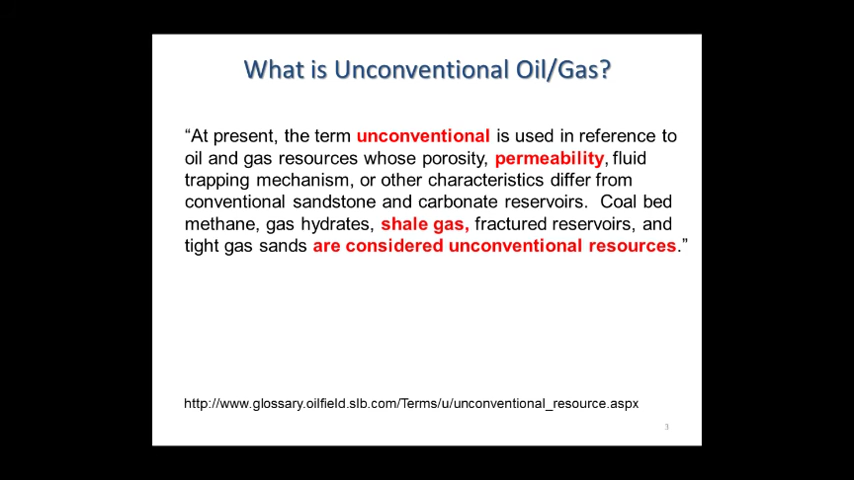 What is Unconventional Oil/Gas?
“At present, the term unconventional is used in reference to
oil and gas resources whose porosity, permeability, fluid
trapping mechanism, or other characteristics differ from
conventional sandstone and carbonate reservoirs. Coal bed
methane, gas hydrates, shale gas, fractured reservoirs, and
tight gas sands are considered unconventional resources.”
http://www.glossary.oilfield.slb.com/Terms/u/unconventional_resource.aspx
3